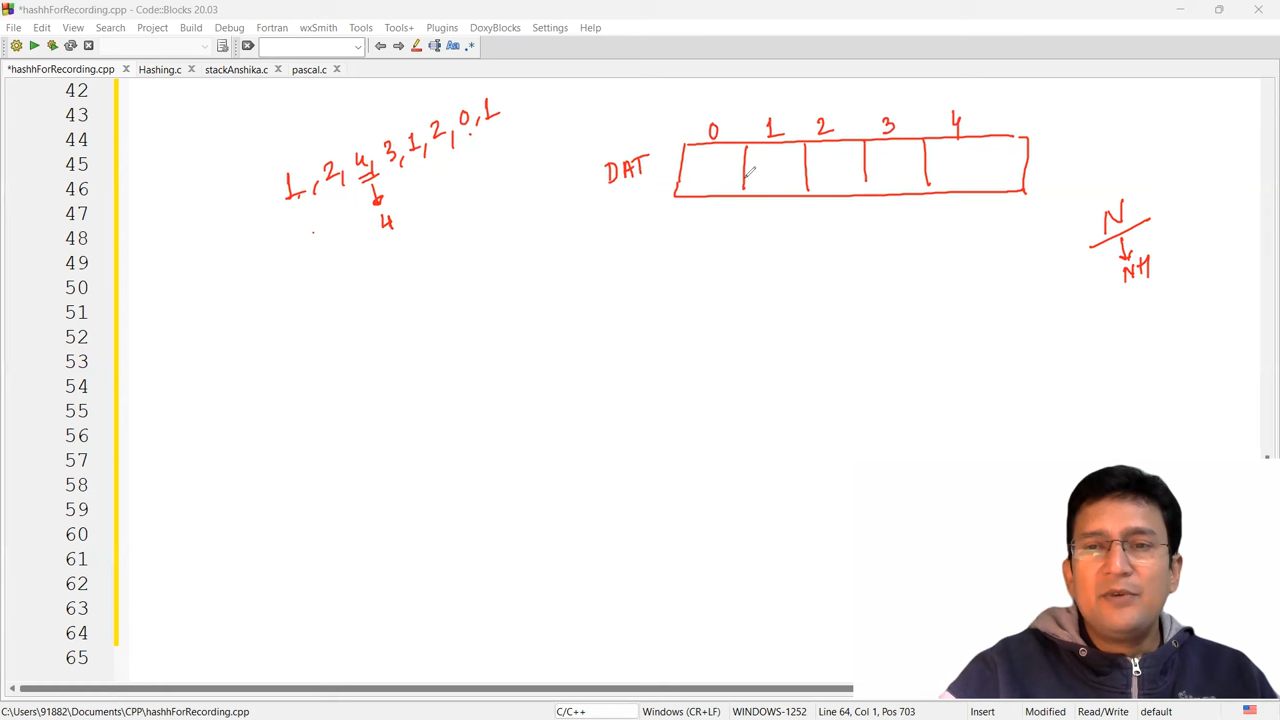 *hashhForRecording.cpp - Code::Blocks 20.03
File Edit View Search Project Build Debug Fortran wxSmith Tools Tools+ Plugins DoxyBlocks Settings Help
*hashhForRecording.cpp Hashing.c stackAnshika.c pascal.c
42
43
44
45
46
47
48
49
50
51
52
53
54
55
56
57
58
59
60
61
62
63
64
65
1, 2, 4, 3, 1, 2, 0, 1
4
0 1 2 3 4
DAT
N
NH
C:\Users\91882\Documents\CPP\hashhForRecording.cpp C/C++ Windows (CR+LF) WINDOWS-1252 Line 64, Col 1, Pos 703 Insert Modified Read/Write default